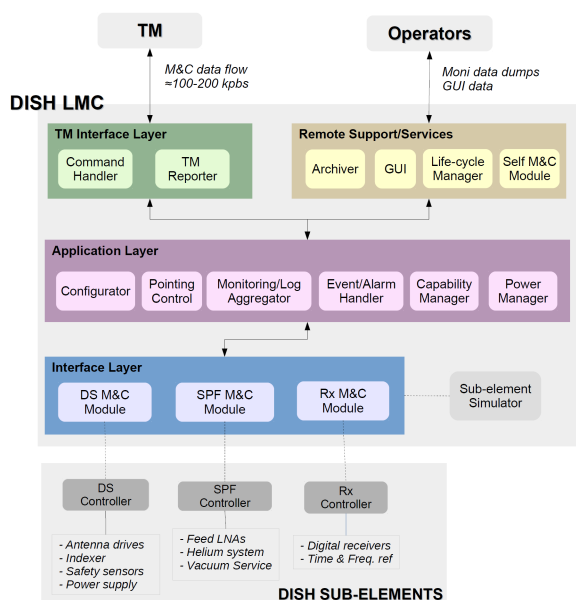 TM
Operators
M&C data flow
≈100-200 kpbs
Moni data dumps
GUI data
DISH LMC
TM Interface Layer
Command
Handler
TM
Reporter
Remote Support/Services
Archiver
GUI
Life-cycle
Manager
Self M&C
Module
Application Layer
Configurator
Pointing
Control
Monitoring/Log
Aggregator
Event/Alarm
Handler
Capability
Manager
Power
Manager
Interface Layer
DS M&C
Module
SPF M&C
Module
Rx M&C
Module
Sub-element
Simulator
DS
Controller
SPF
Controller
Rx
Controller
- Antenna drives
- Indexer
- Safety sensors
- Power supply
- Feed LNAs
- Helium system
- Vacuum Service
- Digital receivers
- Time & Freq. ref
DISH SUB-ELEMENTS